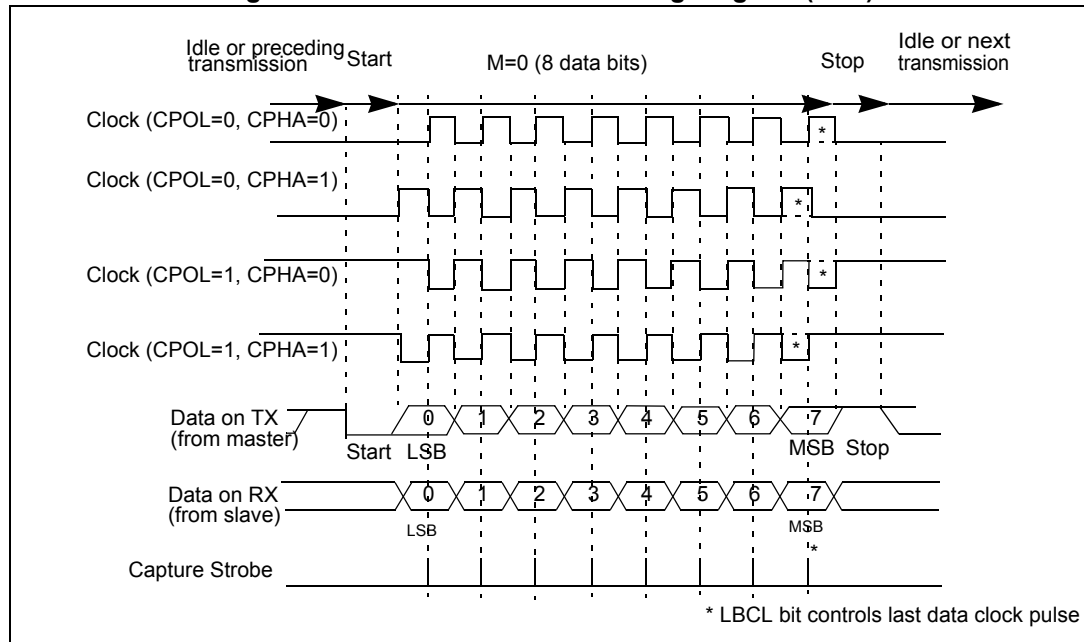 Idle or preceding
transmission
Start
M=0 (8 data bits)
Stop
Idle or next
transmission
Clock (CPOL=0, CPHA=0)
*
Clock (CPOL=0, CPHA=1)
*
Clock (CPOL=1, CPHA=0)
*
Clock (CPOL=1, CPHA=1)
*
Data on TX
(from master)
0 1 2 3 4 5 6 7
Start LSB MSB Stop
Data on RX
(from slave)
0 1 2 3 4 5 6 7
LSB MSB
*
Capture Strobe
* LBCL bit controls last data clock pulse